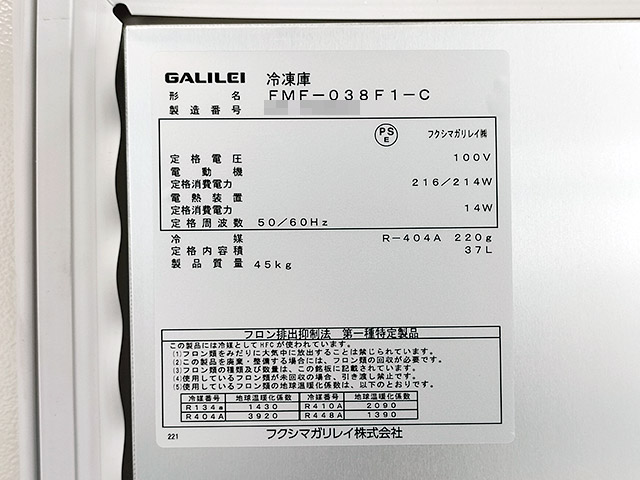 GALILEI 冷凍庫
形名 FMF-038F1-C
製造番号
PS E フクシマガリレイ㈱
定格電圧 100V
電動機
定格消費電力 216/214W
電熱装置
定格消費電力 14W
定格周波数 50/60Hz
冷媒 R-404A 220g
定格内容積 37L
製品質量 45kg
フロン排出抑制法 第一種特定製品
この製品には冷媒としてHFCが使われています。
(1)フロン類をみだりに大気中に放出することは禁じられています。
(2)この製品を廃棄・整備する場合には、フロン類の回収が必要です。
(3)フロン類の種類及び数量は、この銘板に記載されています。
(4)使用しているフロン類が未回収の場合、引き渡し禁止です。
(5)使用しているフロン類の地球温暖化係数は、以下のとおりです。
冷媒番号 地球温暖化係数 冷媒番号 地球温暖化係数
R134a 1430 R410A 2090
R404A 3920 R448A 1390
221 フクシマガリレイ株式会社